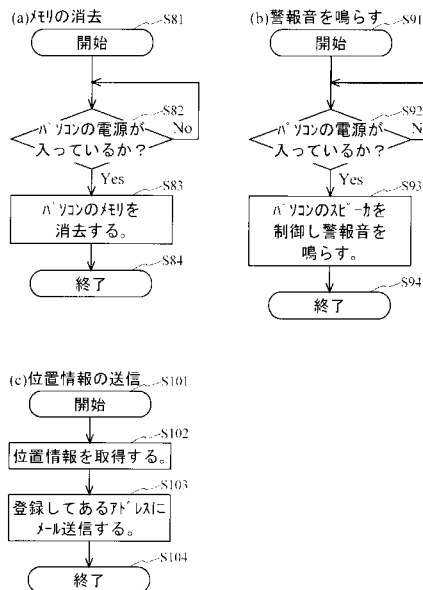 (a)メモリの消去
S81
開始
S82
パソコンの電源が
入っているか?
No
Yes
S83
パソコンのメモリを
消去する。
S84
終了
(b)警報音を鳴らす
S91
開始
S92
パソコンの電源が
入っているか?
Yes
S93
パソコンのスピーカを
制御し警報音を
鳴らす。
S94
終了
(c)位置情報の送信
S101
開始
S102
位置情報を取得する。
S103
登録してあるアドレスに
メール送信する。
S104
終了